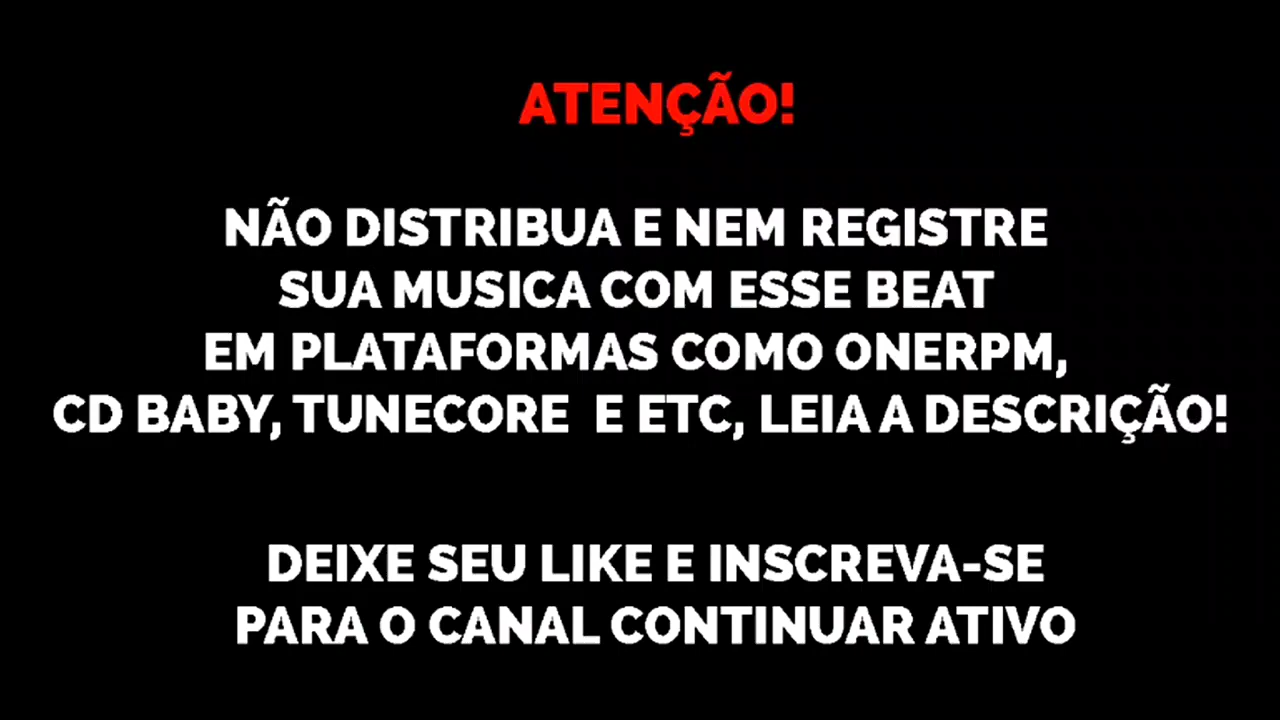 ATENÇÃO!
NÃO DISTRIBUA E NEM REGISTRE
SUA MUSICA COM ESSE BEAT
EM PLATAFORMAS COMO ONERPM,
CD BABY, TUNECORE E ETC, LEIA A DESCRIÇÃO!
DEIXE SEU LIKE E INSCREVA-SE
PARA O CANAL CONTINUAR ATIVO